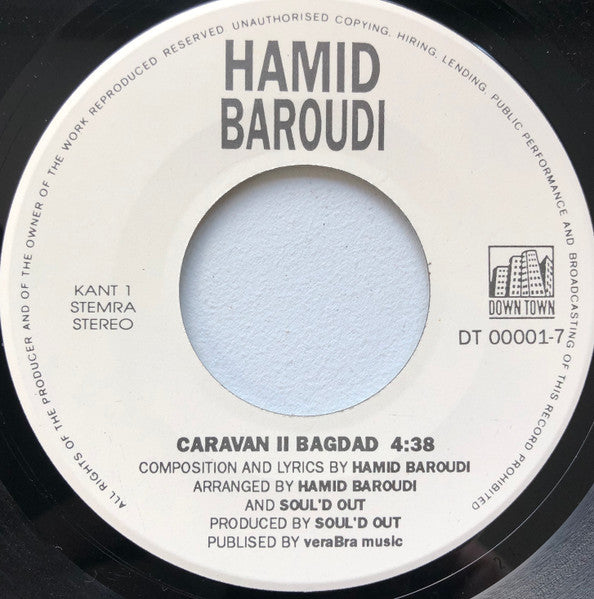 ALL RIGHTS OF THE PRODUCER AND OF THE OWNER OF THE WORK REPRODUCED RESERVED UNAUTHORISED COPYING, HIRING, LENDING, PUBLIC PERFORMANCE AND BROADCASTING OF THIS RECORD PROHIBITED
HAMID
BAROUDI
KANT 1
STEMRA
STEREO
DOWN TOWN
DT 00001-7
CARAVAN II BAGDAD 4:38
COMPOSITION AND LYRICS BY HAMID BAROUDI
ARRANGED BY HAMID BAROUDI
AND SOUL'D OUT
PRODUCED BY SOUL'D OUT
PUBLISED BY veraBra music